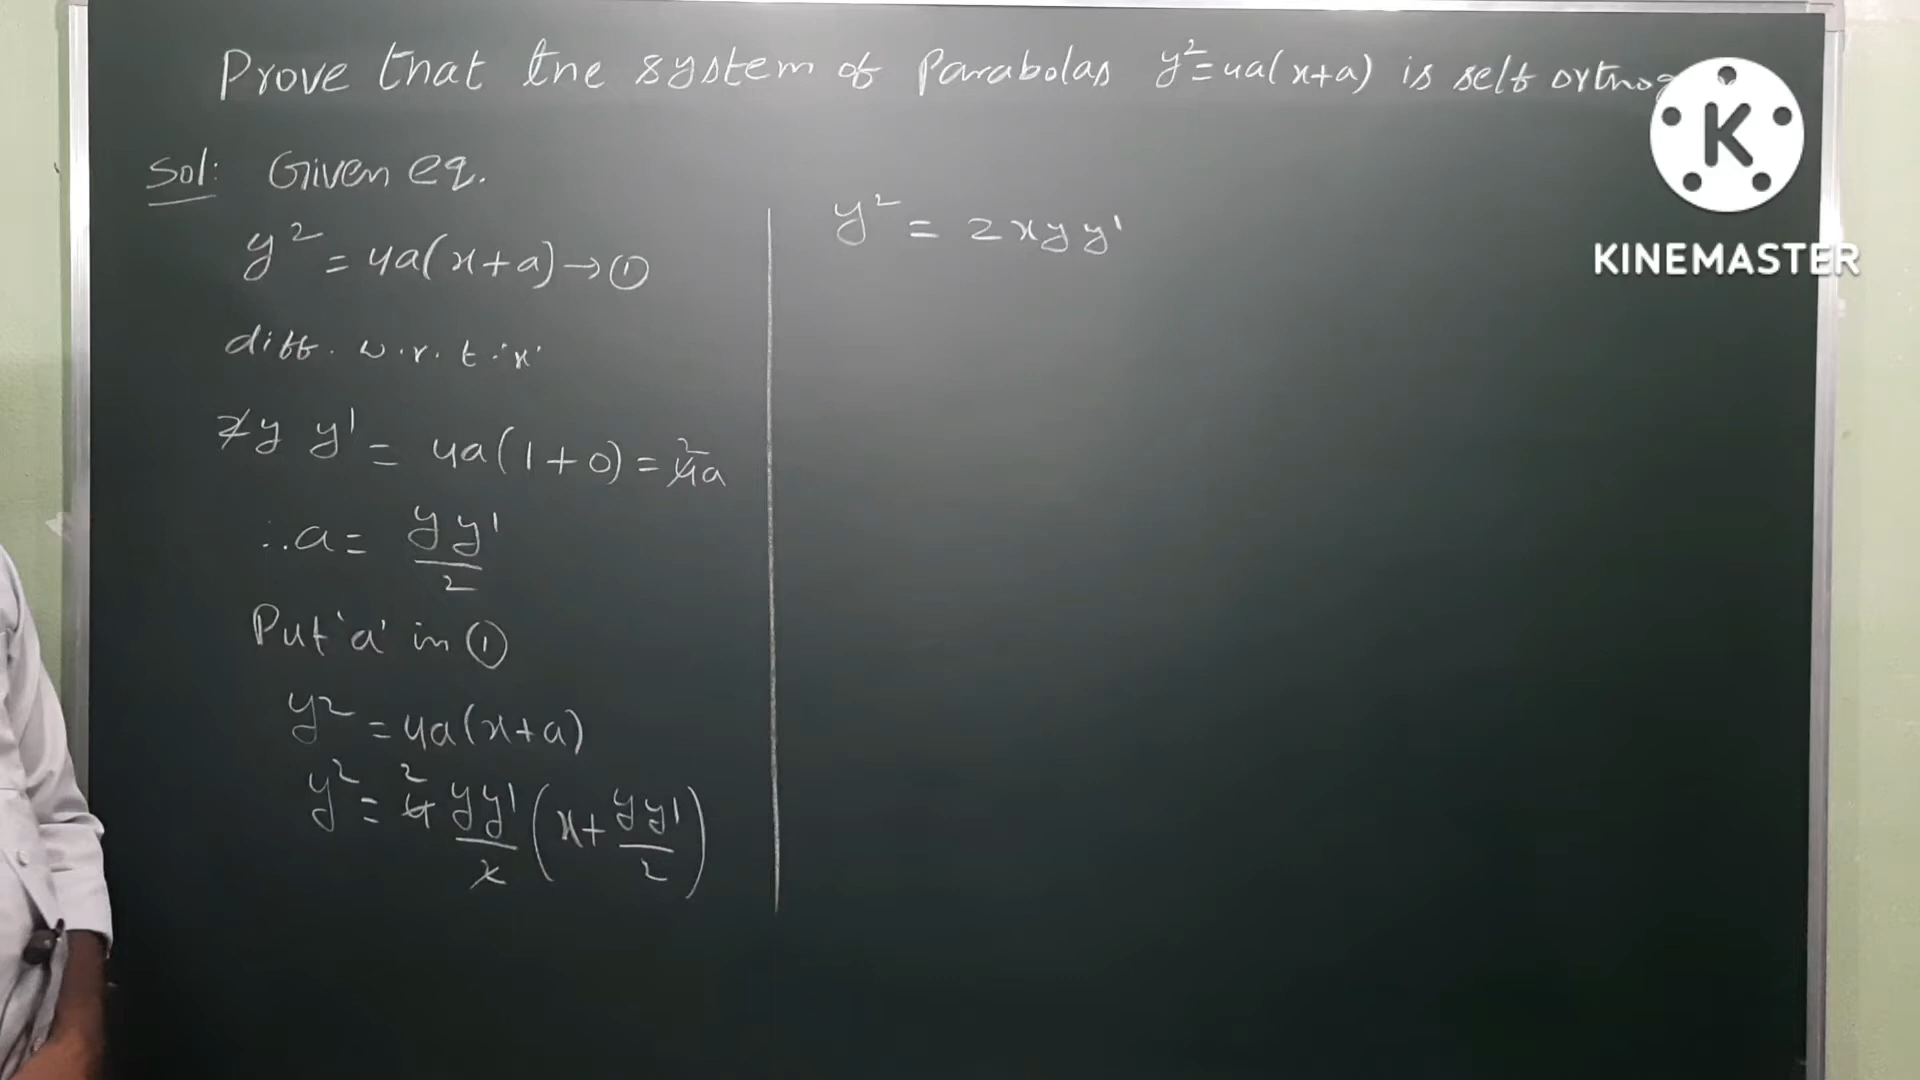 Prove that the system of Parabolas y²=4a(x+a) is self
Sol: Given eq.
y² = 4a(x+a) → ①
diff. w.r.t. 'x'
2y y' = 4a(1+0) = 4a 2
∴ a = yy'/2
Put 'a' in ①
y² = 4a(x+a)
y² = 4 2 yy'/2 (x + yy'/2)
y² = 2xyy'
K
KINEMASTER